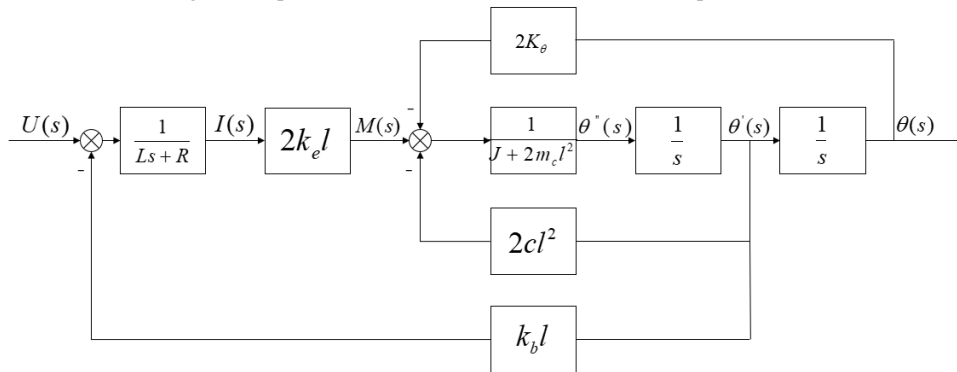 2K_θ
U(s)
1
Ls + R
I(s)
2k_e l
M(s)
-
1
J + 2m_c l^2
θ"(s)
1
s
θ'(s)
1
s
θ(s)
-
-
2cl^2
k_b l